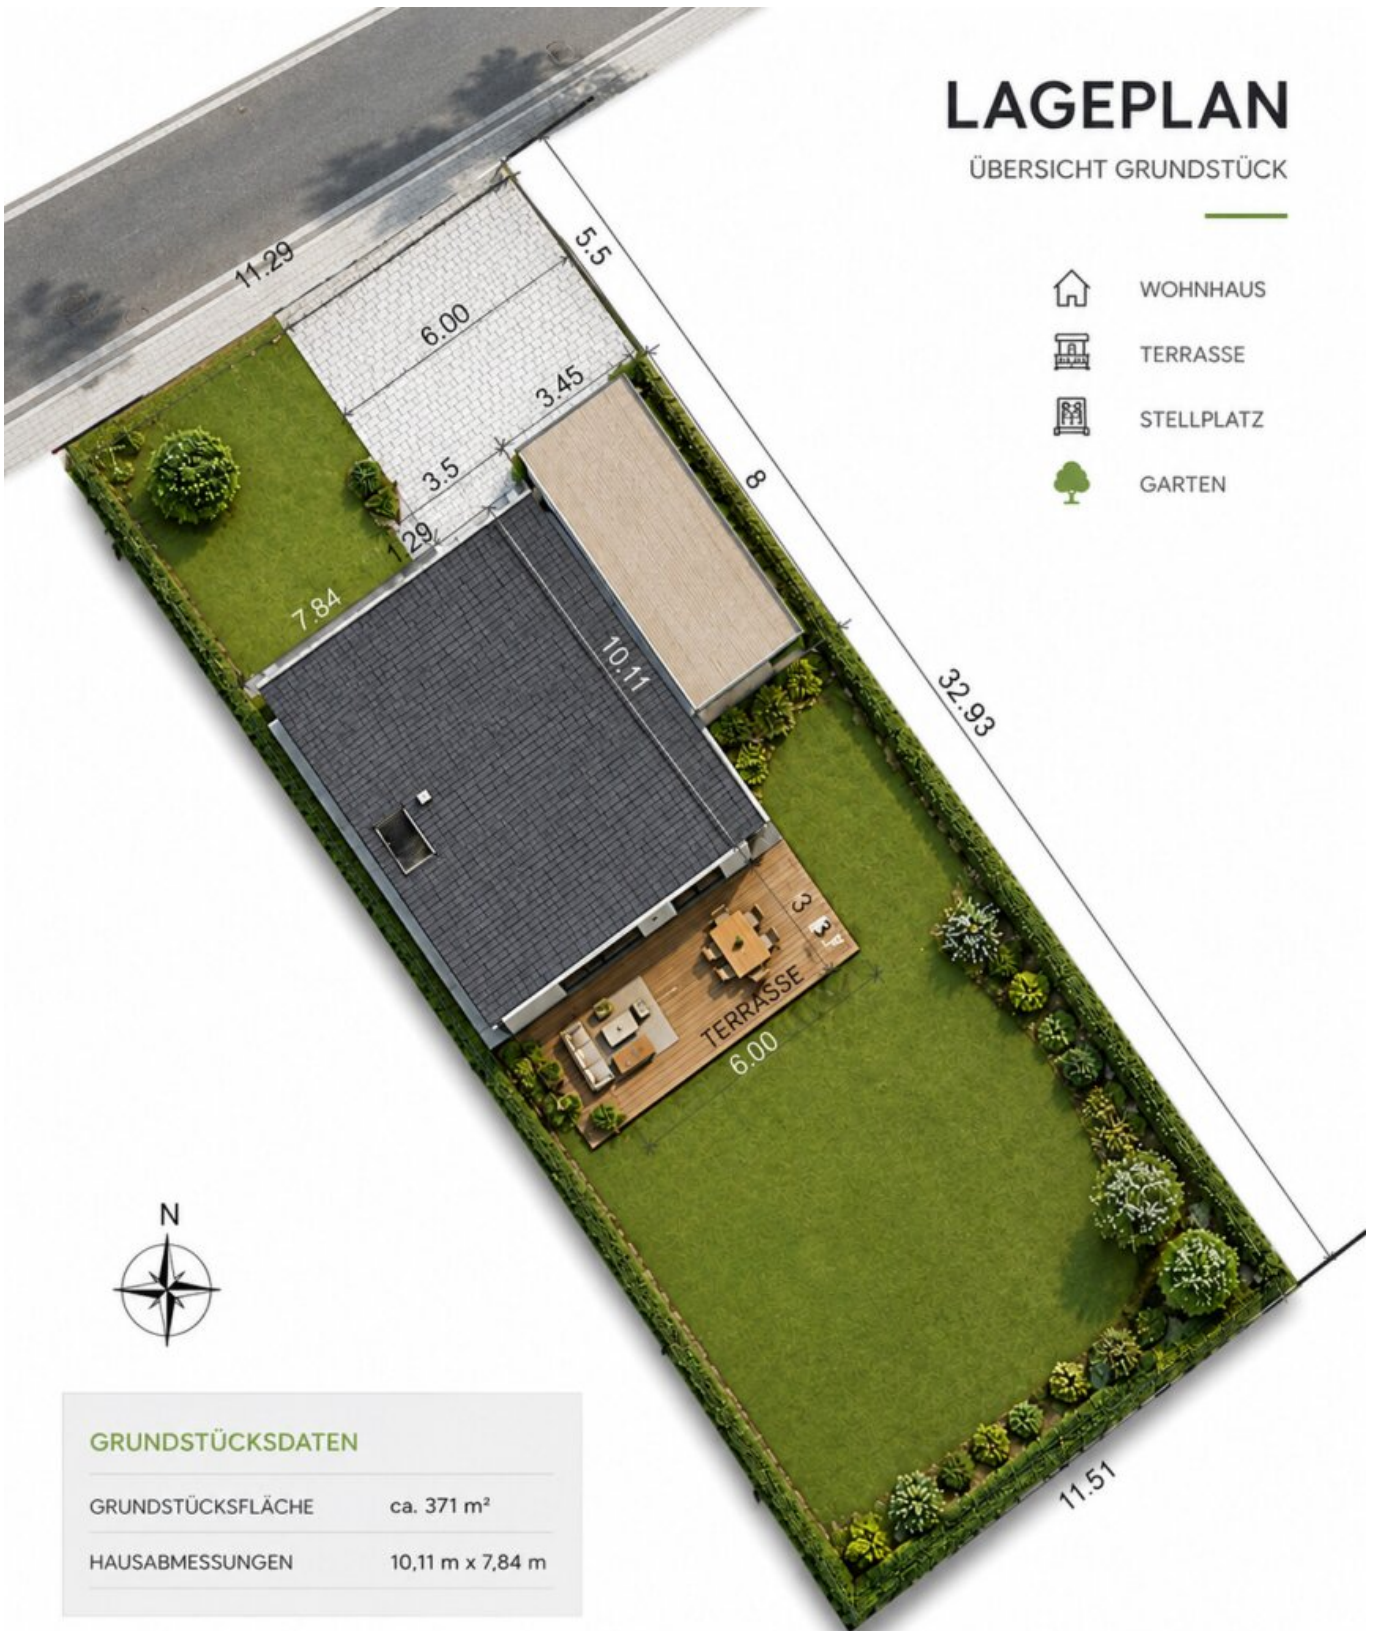 LAGEPLAN
ÜBERSICHT GRUNDSTÜCK
WOHNHAUS
TERRASSE
STELLPLATZ
GARTEN
11.29
5.5
6.00
3.45
3.5
1.29
7.84
8
10.11
32.93
3
TERRASSE
6.00
11.51
N
GRUNDSTÜCKSDATEN
GRUNDSTÜCKSFLÄCHE ca. 371 m²
HAUSABMESSUNGEN 10,11 m x 7,84 m